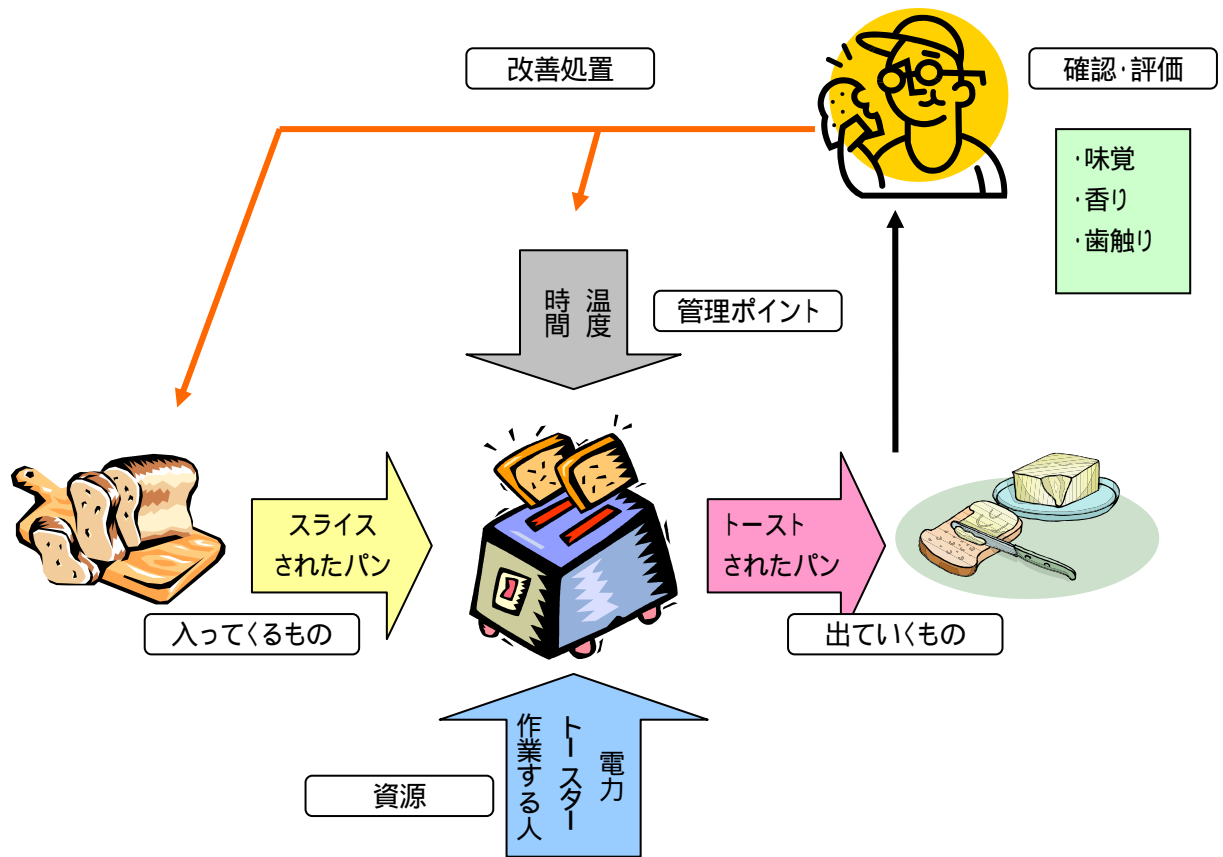 改善処置
確認・評価
・味覚
・香り
・歯触り
温度
時間
管理ポイント
スライス
されたパン
トースト
されたパン
入ってくるもの
出ていくもの
電力
トースター
作業する人
資源